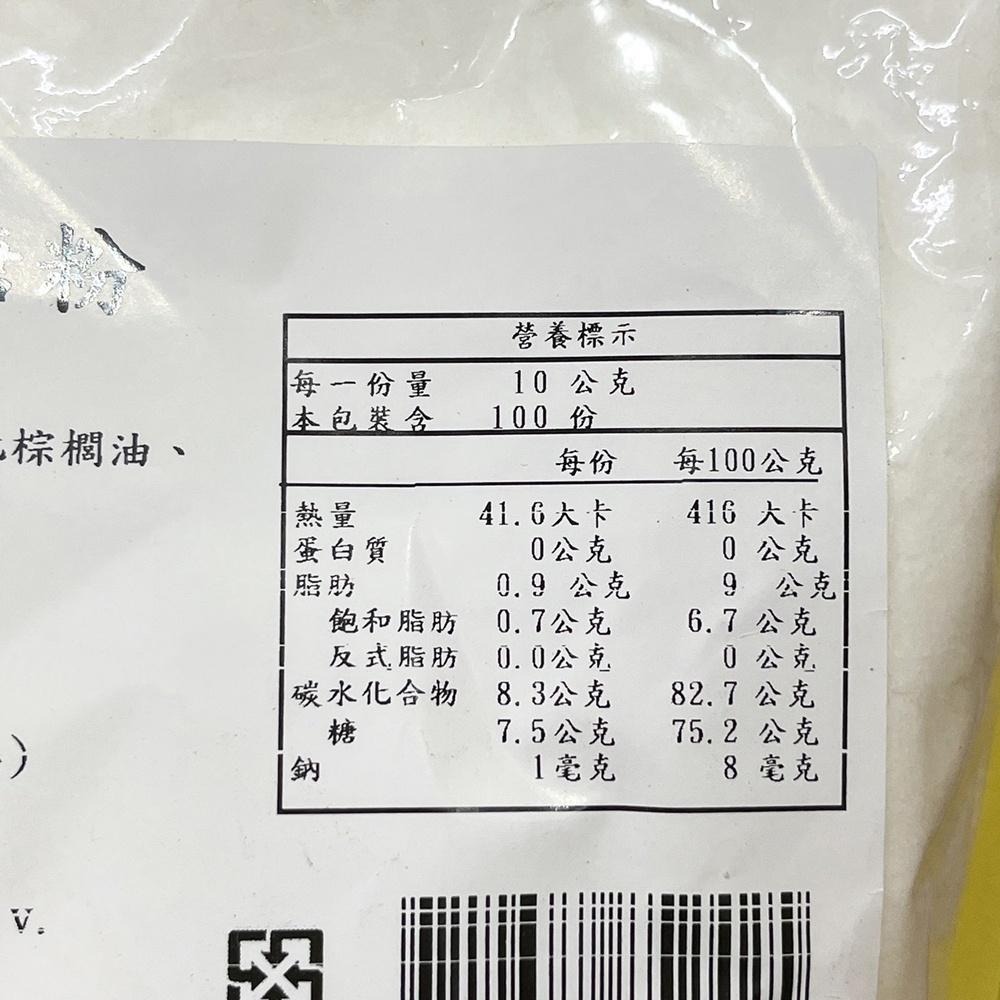 粉
營養標示
每一份量 10 公克
本包裝含 100 份
棕櫚油、
每份 每100公克
熱量 41.6大卡 416 大卡
蛋白質 0公克 0 公克
脂肪 0.9 公克 9 公克
飽和脂肪 0.7公克 6.7 公克
反式脂肪 0.0公克 0 公克
碳水化合物 8.3公克 82.7 公克
糖 7.5公克 75.2 公克
)
鈉 1毫克 8 毫克
V.